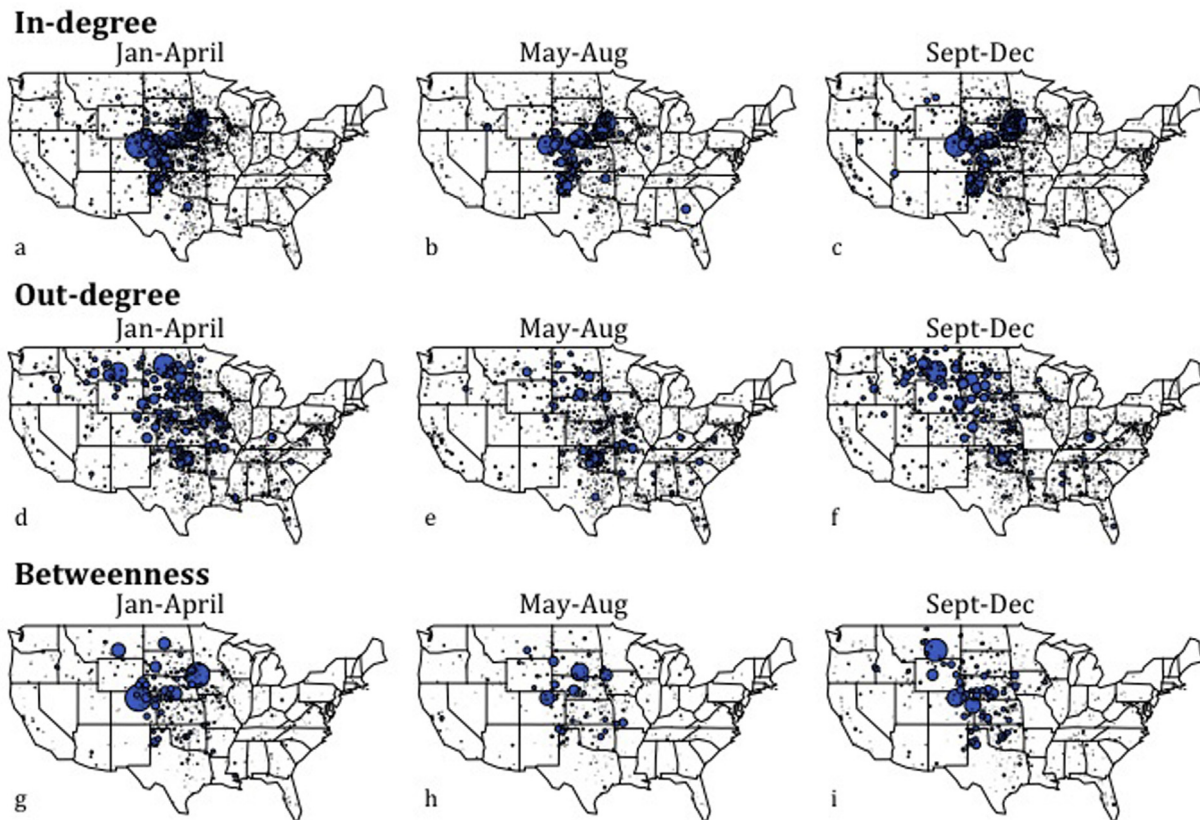 In-degree
Jan-April May-Aug Sept-Dec
a b c
Out-degree
Jan-April May-Aug Sept-Dec
d e f
Betweenness
Jan-April May-Aug Sept-Dec
g h i